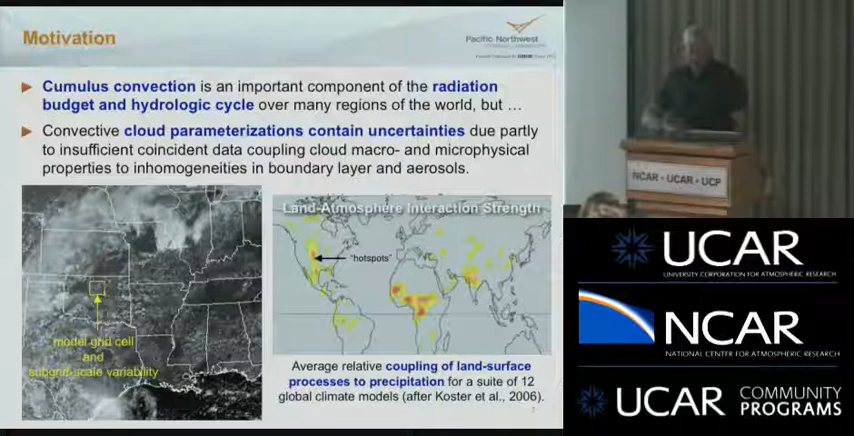 Motivation
Pacific Northwest
Cumulus convection is an important component of the radiation
budget and hydrologic cycle over many regions of the world, but …
Convective cloud parameterizations contain uncertainties due partly
to insufficient coincident data coupling cloud macro- and microphysical
properties to inhomogeneities in boundary layer and aerosols.
Land-Atmosphere Interaction Strength
"hotspots"
model grid cell
and
subgrid-scale variability
Average relative coupling of land-surface
processes to precipitation for a suite of 12
global climate models (after Koster et al., 2006).
NCAR • UCAR • UCP
UCAR
UNIVERSITY CORPORATION FOR ATMOSPHERIC RESEARCH
NCAR
NATIONAL CENTER FOR ATMOSPHERIC RESEARCH
UCAR COMMUNITY
PROGRAMS